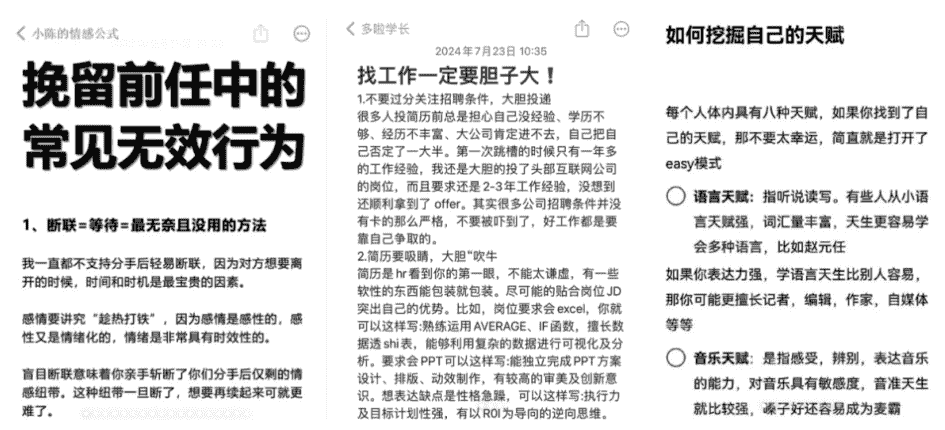 小陈的情感公式
挽留前任中的
常见无效行为
1、断联=等待=最无奈且没用的方法
我一直都不支持分手后轻易断联，因为对方想要离
开的时候，时间和时机是最宝贵的因素。
感情要讲究“趁热打铁”，因为感情是感性的，感
性又是情绪化的，情绪是非常具有时效性的。
盲目断联意味着你亲手斩断了你们分手后仅剩的情
感纽带。这种纽带一旦断了，想要再续起来可就更
难了。
多啦学长
2024年7月23日 10:35
找工作一定要胆子大！
1.不要过分关注招聘条件，大胆投递
很多人投简历前总是担心自己没经验、学历不
够、经历不丰富、大公司肯定进不去，自己把自
己否定了一大半。第一次跳槽的时候只有一年多
的工作经验，我还是大胆的投了头部互联网公司
的岗位，而且要求还是2-3年工作经验，没想到
还顺利拿到了offer。其实很多公司招聘条件并没
有卡的那么严格，不要被吓到了，好工作都是要
靠自己争取的。
2.简历要吸睛，大胆“吹牛
简历是hr看到你的第一眼，不能太谦虚，有一些
软性的东西能包装就包装。尽可能的贴合岗位JD
突出自己的优势。比如，岗位要求会excel，你就
可以这样写:熟练运用AVERAGE、IF函数，擅长数
据透shi表，能够利用复杂的数据进行可视化及分
析。要求会PPT可以这样写:能独立完成PPT方案
设计、排版、动效制作，有较高的审美及创新意
识。想表达缺点是性格急躁，可以这样写:执行力
及目标计划性强，有以ROI为导向的逆向思维。
如何挖掘自己的天赋
每个人体内具有八种天赋，如果你找到了自
己的天赋，那不要太幸运，简直就是打开了
easy模式
语言天赋：指听说读写。有些人从小语
言天赋强，词汇量丰富，天生更容易学
会多种语言，比如赵元任
如果你表达力强，学语言天生比别人容易，
那你可能更擅长记者，编辑，作家，自媒体
等等
音乐天赋：是指感受，辨别，表达音乐
的能力，对音乐具有敏感度，音准天生
就比较强，嗓子好还容易成为麦霸